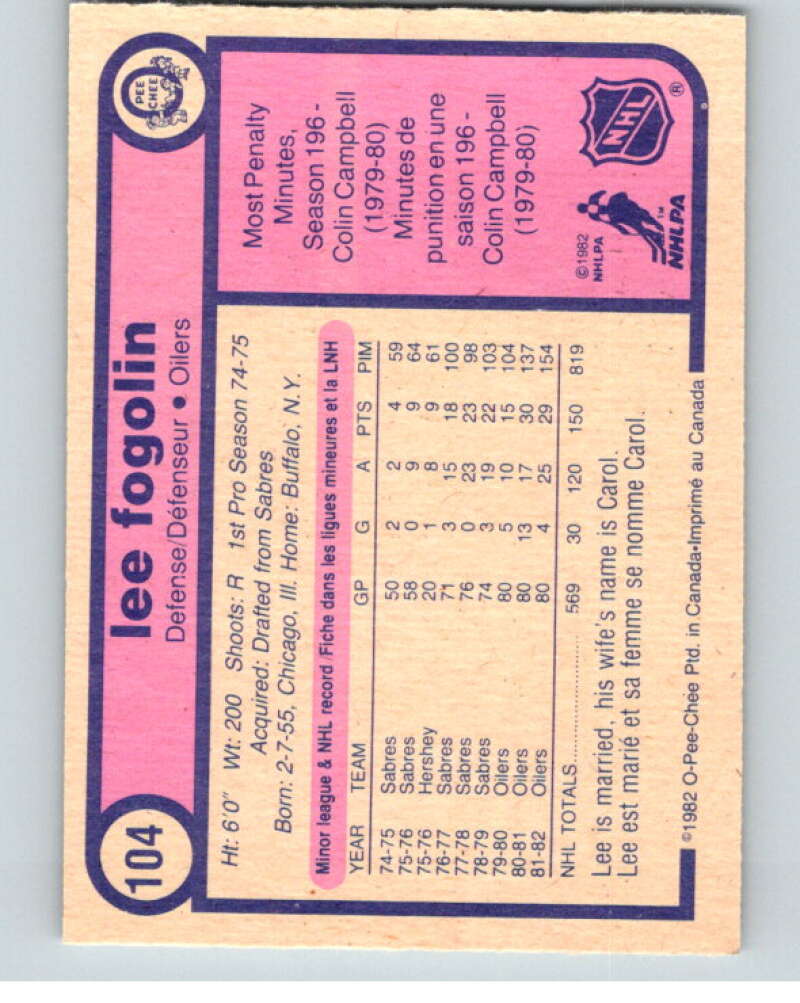 104
lee fogolin
Defense/Défenseur • Oilers
O
PEE
CHEE
Ht: 6'0" Wt: 200 Shoots: R 1st Pro Season 74-75
Acquired: Drafted from Sabres
Born: 2-7-55, Chicago, Ill. Home: Buffalo, N.Y.
Minor league & NHL record/Fiche dans les ligues mineures et la LNH
YEAR TEAM GP G A PTS PIM
74-75 Sabres 50 2 2 4 59
75-76 Sabres 58 0 9 9 64
75-76 Hershey 20 1 8 9 61
76-77 Sabres 71 3 15 18 100
77-78 Sabres 76 0 23 23 98
78-79 Sabres 74 3 19 22 103
79-80 Oilers 80 5 10 15 104
80-81 Oilers 80 13 17 30 137
81-82 Oilers 80 4 25 29 154
NHL TOTALS 569 30 120 150 819
Lee is married, his wife's name is Carol.
Lee est marié et sa femme se nomme Carol.
©1982 O-Pee-Chee Ptd. in Canada•Imprimé au Canada
Most Penalty
Minutes,
Season 196 -
Colin Campbell
(1979-80)
Minutes de
punition en une
saison 196 -
Colin Campbell
(1979-80)
©1982
NHLPA
NHLPA™
NHL®